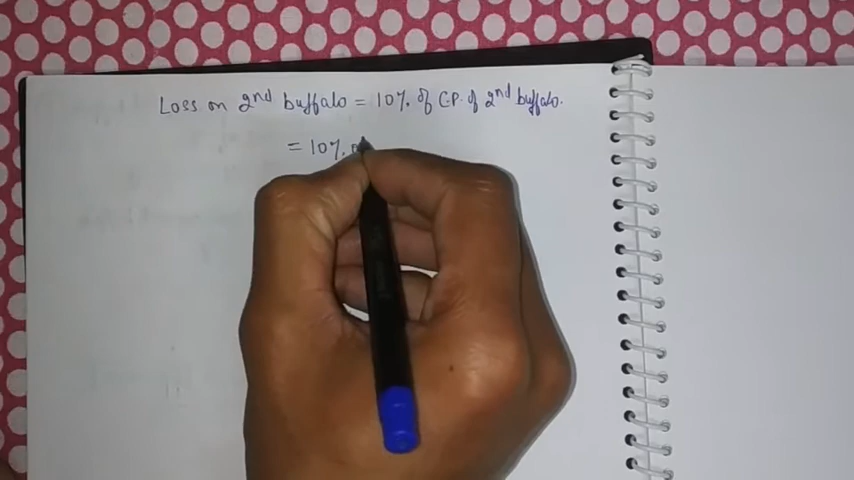 Loss on 2nd buffalo = 10% of C.P. of 2nd buffalo.
= 10%. o